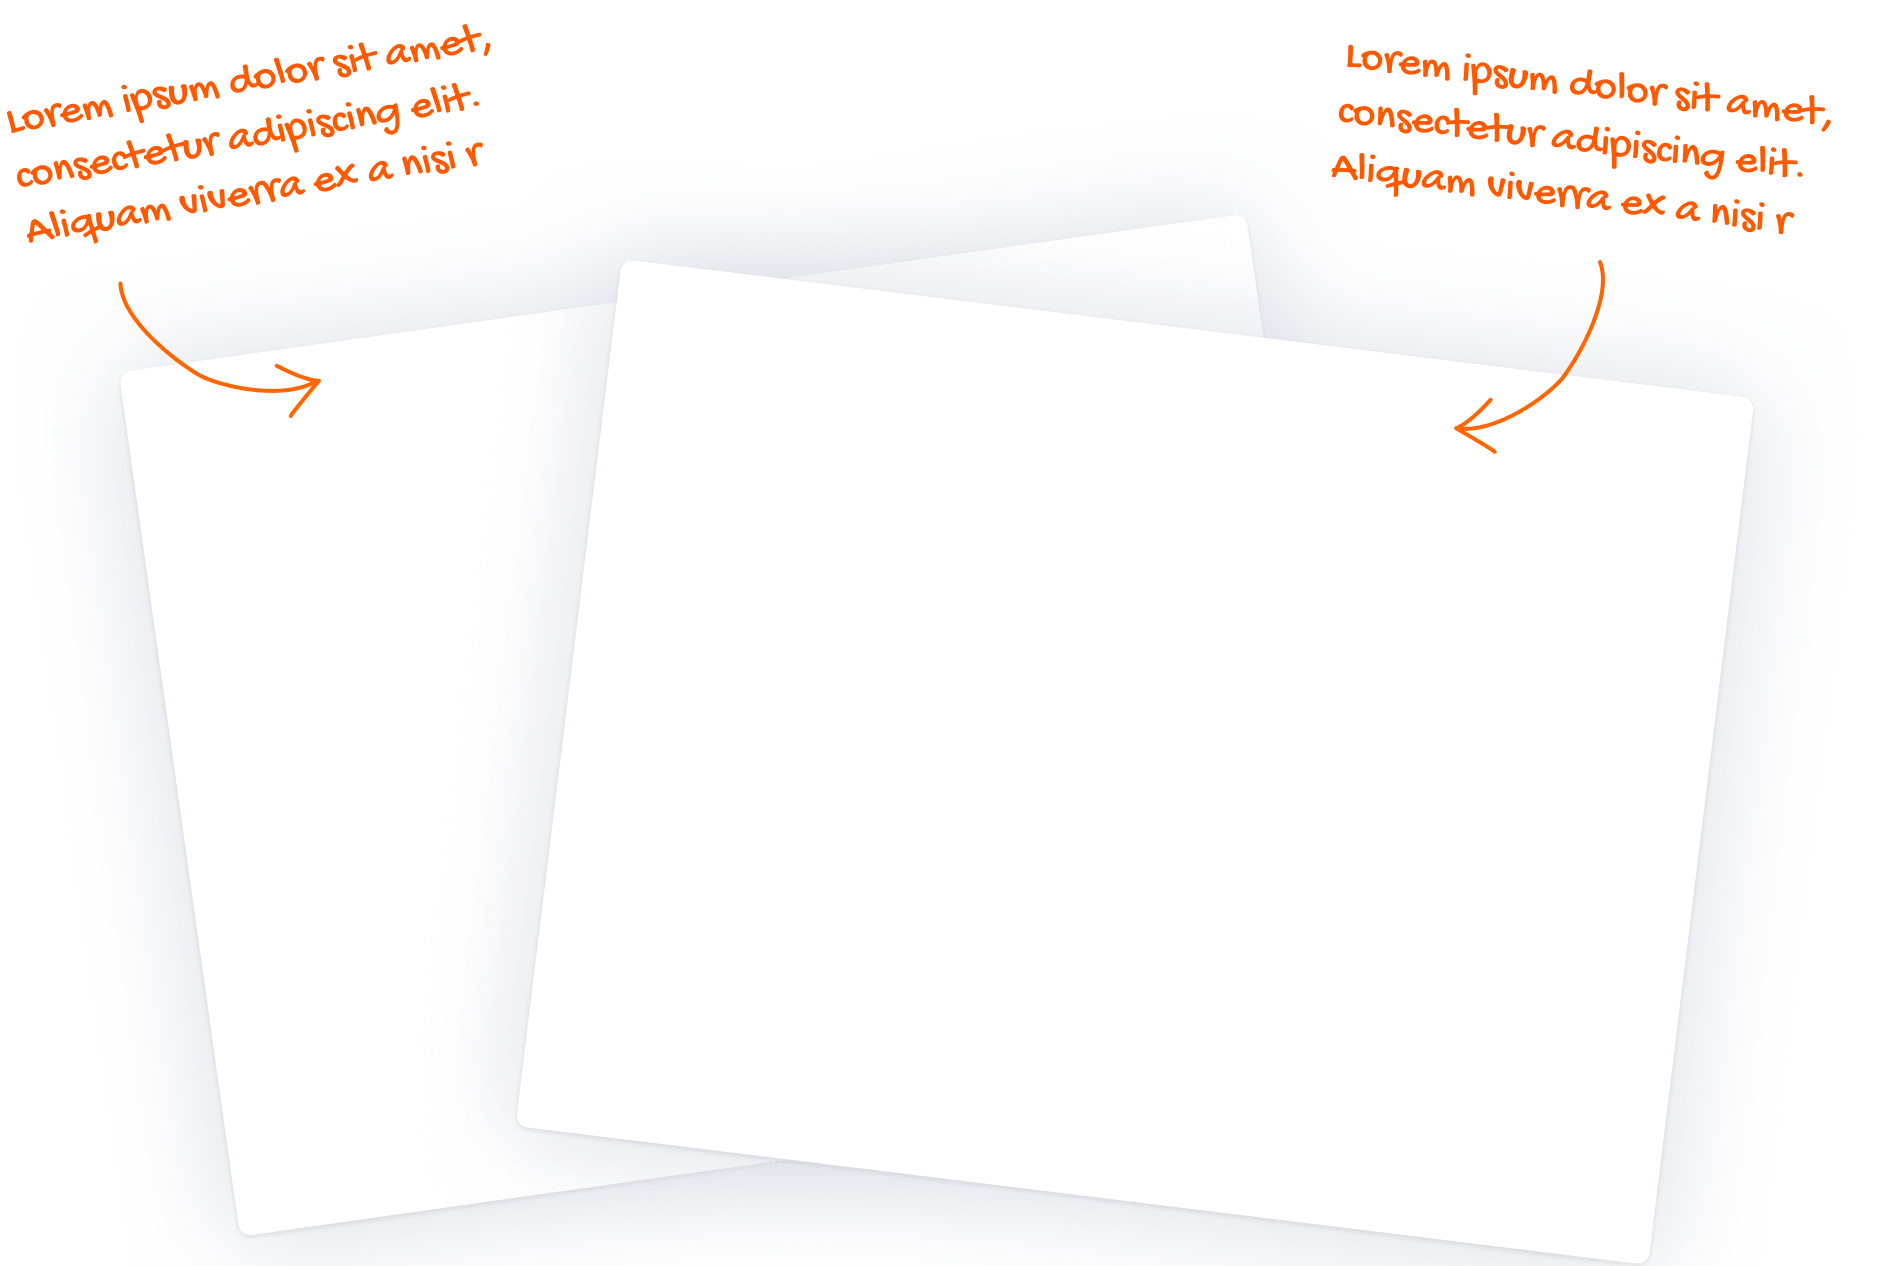 Lorem ipsum dolor sit amet,
consectetur adipiscing elit.
Aliquam viverra ex a nisi r
Lorem ipsum dolor sit amet,
consectetur adipiscing elit.
Aliquam viverra ex a nisi r